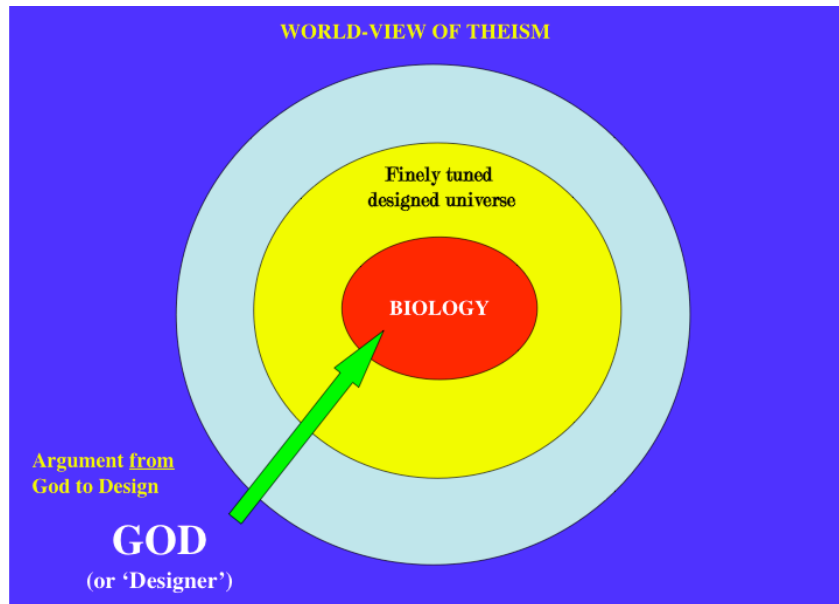 WORLD-VIEW OF THEISM
Finely tuned
designed universe
BIOLOGY
Argument from
God to Design
GOD
(or ‘Designer’)